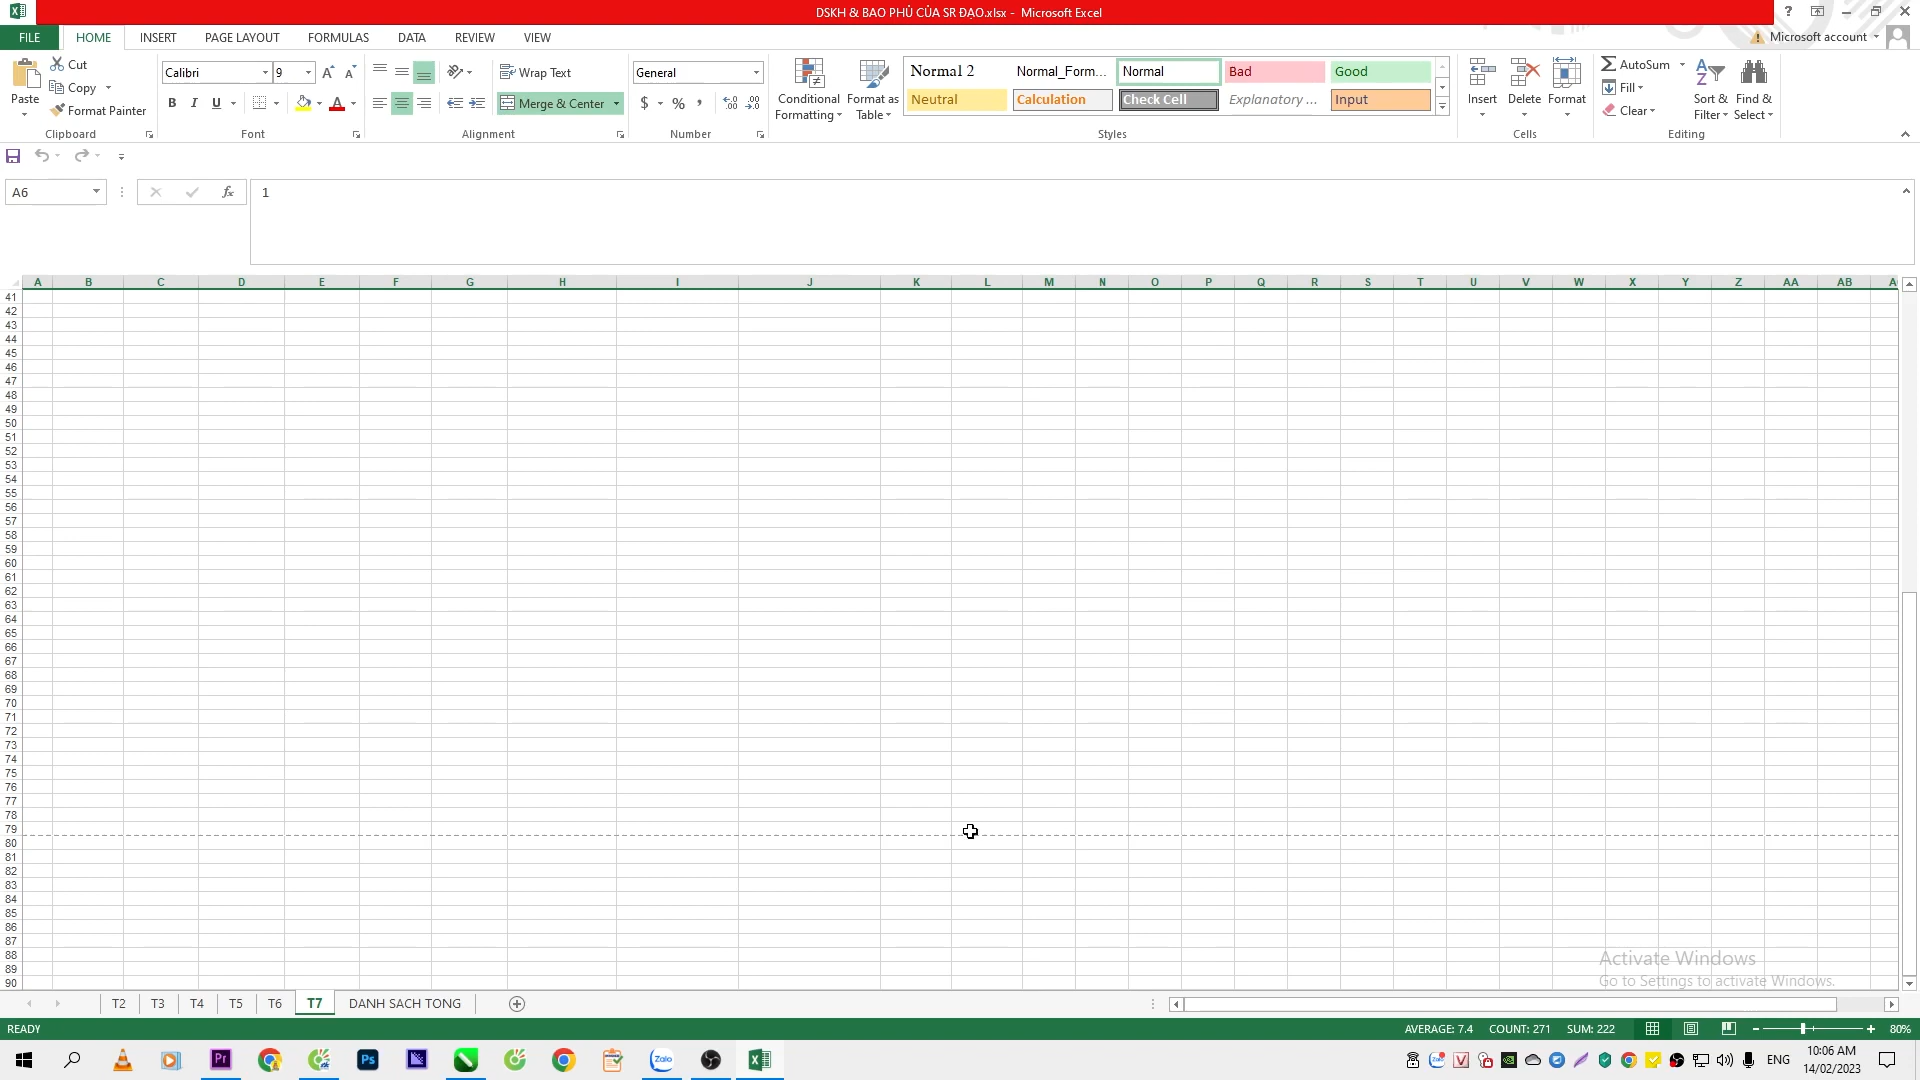 DSKH & BAO PHỦ CỦA SR ĐẠO.xlsx - Microsoft Excel
FILE HOME INSERT PAGE LAYOUT FORMULAS DATA REVIEW VIEW Microsoft account
Paste Cut Copy Format Painter
Calibri 9
B I U
Wrap Text
Merge & Center
General
$ %
Conditional Formatting
Format as Table
Normal 2 Normal_Form... Normal Bad Good
Neutral Calculation Check Cell Explanatory ... Input
Insert Delete Format
AutoSum
Fill
Clear
Sort & Filter
Find & Select
Clipboard Font Alignment Number Styles Cells Editing
A6 fx 1
A B C D E F G H I J K L M N O P Q R S T U V W X Y Z AA AB
41
42
43
44
45
46
47
48
49
50
51
52
53
54
55
56
57
58
59
60
61
62
63
64
65
66
67
68
69
70
71
72
73
74
75
76
77
78
79
80
81
82
83
84
85
86
87
88
89
90
Activate Windows
Go to Settings to activate Windows.
T2 T3 T4 T5 T6 T7 DANH SACH TONG
READY AVERAGE: 7.4 COUNT: 271 SUM: 222 80%
Pr Ps Zalo ENG
10:06 AM
14/02/2023